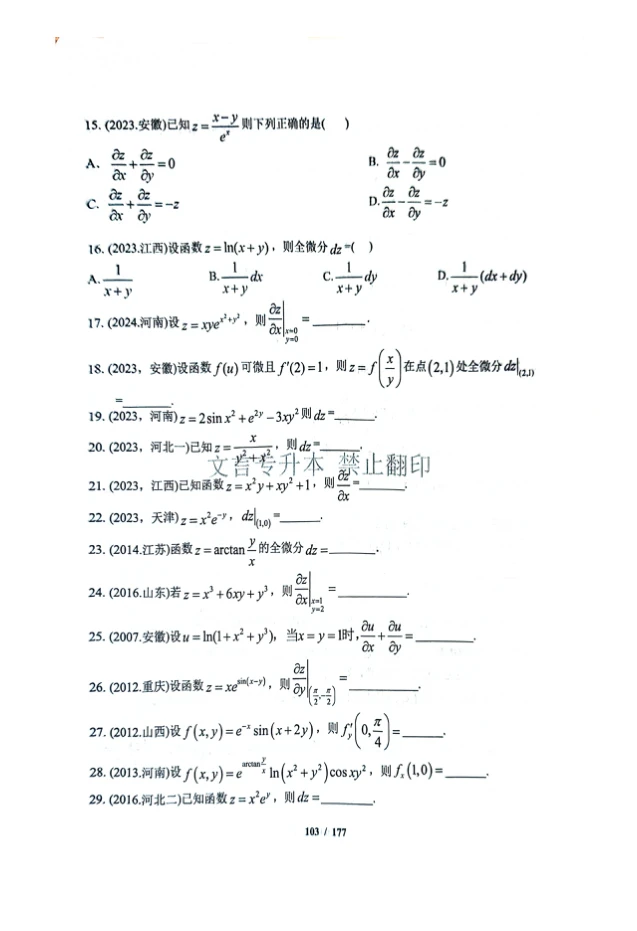 15. (2023.安徽)已知 z = (x−y)/e^x 则下列正确的是(　)
A. ∂z/∂x + ∂z/∂y = 0　B. ∂z/∂x − ∂z/∂y = 0
C. ∂z/∂x + ∂z/∂y = −z　D. ∂z/∂x − ∂z/∂y = −z
16. (2023.江西)设函数 z = ln(x + y)，则全微分 dz =(　)
A. 1/(x+y)　B. 1/(x+y) dx　C. 1/(x+y) dy　D. 1/(x+y) (dx + dy)
17. (2024.河南)设 z = xye^(x²+y²)，则 ∂z/∂x|x=0 y=0 = ________.
18. (2023，安徽)设函数 f(u) 可微且 f′(2) = 1，则 z = f(x/y) 在点 (2,1) 处全微分 dz|(2,1)
= ________.
19. (2023，河南) z = 2sin x² + e^(2y) − 3xy² 则 dz = ________.
20. (2023，河北一)已知 z = x/(y²+x²)，则 dz = ________.
文言专升本 禁止翻印
21. (2023，江西)已知函数 z = x²y + xy² + 1，则 ∂z/∂x = ________.
22. (2023，天津) z = x²e^(−y)，dz|(1,0) = ________.
23. (2014.江苏)函数 z = arctan y/x 的全微分 dz = ________.
24. (2016.山东)若 z = x³ + 6xy + y³，则 ∂z/∂x|x=1 y=2 = ________.
25. (2007.安徽)设 u = ln(1 + x² + y³)，当 x = y = 1时，∂u/∂x + ∂u/∂y = ________.
26. (2012.重庆)设函数 z = xe^(sin(x−y))，则 ∂z/∂y|(π/2, −π/2) = ________.
27. (2012.山西)设 f(x,y) = e^(−x) sin(x + 2y)，则 f′y(0, π/4) = ________.
28. (2013.河南)设 f(x,y) = e^(arctan y/x) ln(x² + y²)cos xy²，则 fx(1,0) = ________.
29. (2016.河北二)已知函数 z = x²e^y，则 dz = ________.
103 / 177